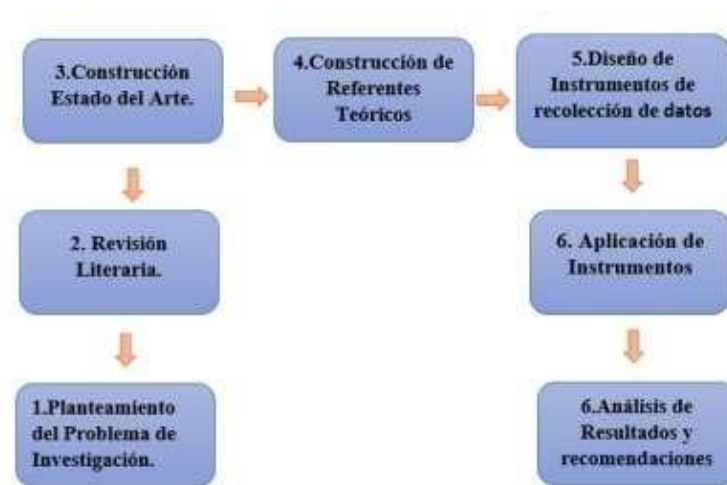 3.Construcción
Estado del Arte.
4.Construcción de
Referentes
Teóricos
5.Diseño de
Instrumentos de
recolección de datos
2. Revisión
Literaria.
6. Aplicación de
Instrumentos
1.Planteamiento
del Problema de
Investigación.
6.Análisis de
Resultados y
recomendaciones